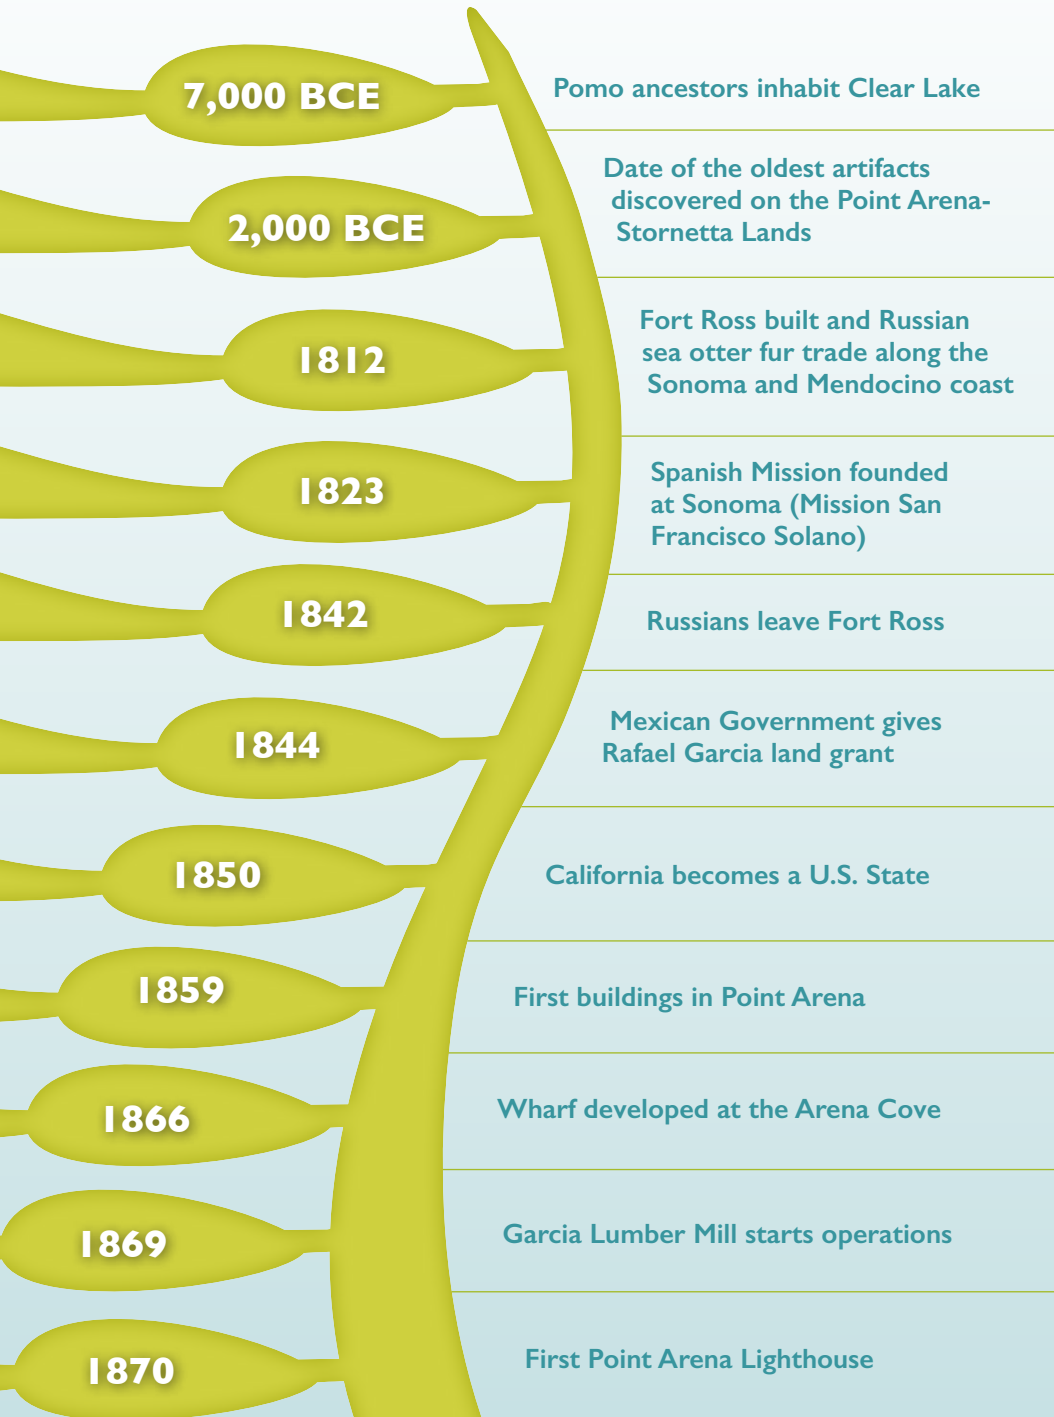 7,000 BCE
Pomo ancestors inhabit Clear Lake
2,000 BCE
Date of the oldest artifacts
discovered on the Point Arena-
Stornetta Lands
1812
Fort Ross built and Russian
sea otter fur trade along the
Sonoma and Mendocino coast
1823
Spanish Mission founded
at Sonoma (Mission San
Francisco Solano)
1842
Russians leave Fort Ross
1844
Mexican Government gives
Rafael Garcia land grant
1850
California becomes a U.S. State
1859
First buildings in Point Arena
1866
Wharf developed at the Arena Cove
1869
Garcia Lumber Mill starts operations
1870
First Point Arena Lighthouse